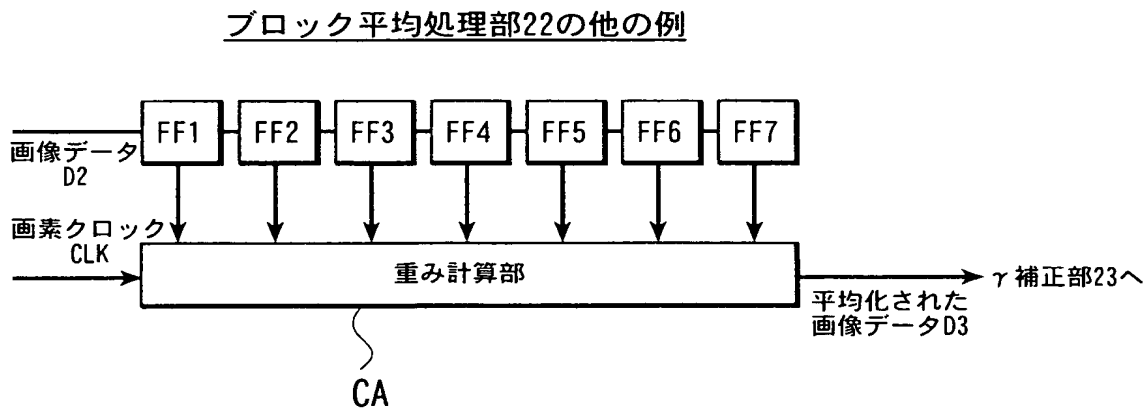 ブロック平均処理部22の他の例
FF1 FF2 FF3 FF4 FF5 FF6 FF7
画像データ
D2
画素クロック
CLK
重み計算部
γ補正部23へ
平均化された
画像データD3
CA